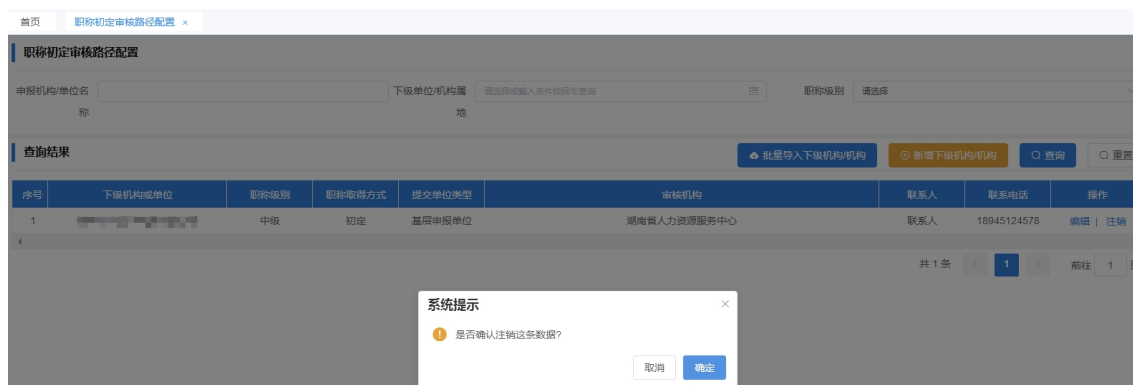 首页 职称初定审核路径配置 ×
职称初定审核路径配置
申报机构/单位名称 下级单位/机构属地 请选择或输入条件按回车查询 职称级别 请选择
查询结果 批量导入下级机构/机构 新增下级机构/机构 查询 重置
序号 下级机构或单位 职称级别 职称取得方式 提交单位类型 审核机构 联系人 联系电话 操作
1 中级 初定 基层申报单位 湖南省人力资源服务中心 联系人 18945124578 编辑 | 注销
共 1 条 < 1 > 前往 1
系统提示 ×
是否确认注销这条数据?
取消 确定